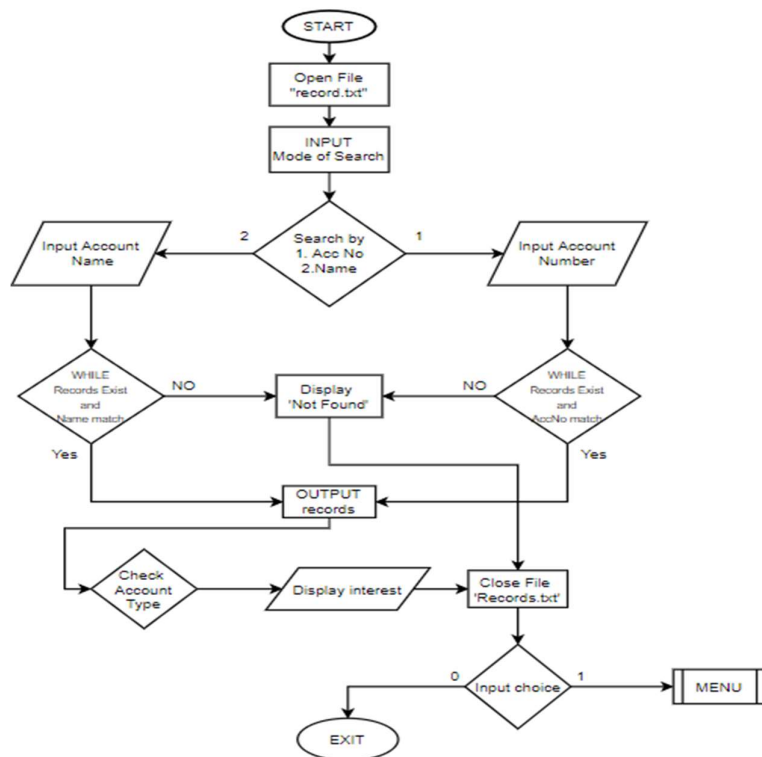 START
Open File
"record.txt"
INPUT
Mode of Search
2
Search by
1. Acc No
2.Name
1
Input Account
Name
Input Account
Number
WHILE
Records Exist
and
Name match
NO
Display
'Not Found'
NO
WHILE
Records Exist
and
AccNo match
Yes
Yes
OUTPUT
records
Check
Account
Type
Display interest
Close File
'Records.txt'
0
Input choice
1
MENU
EXIT